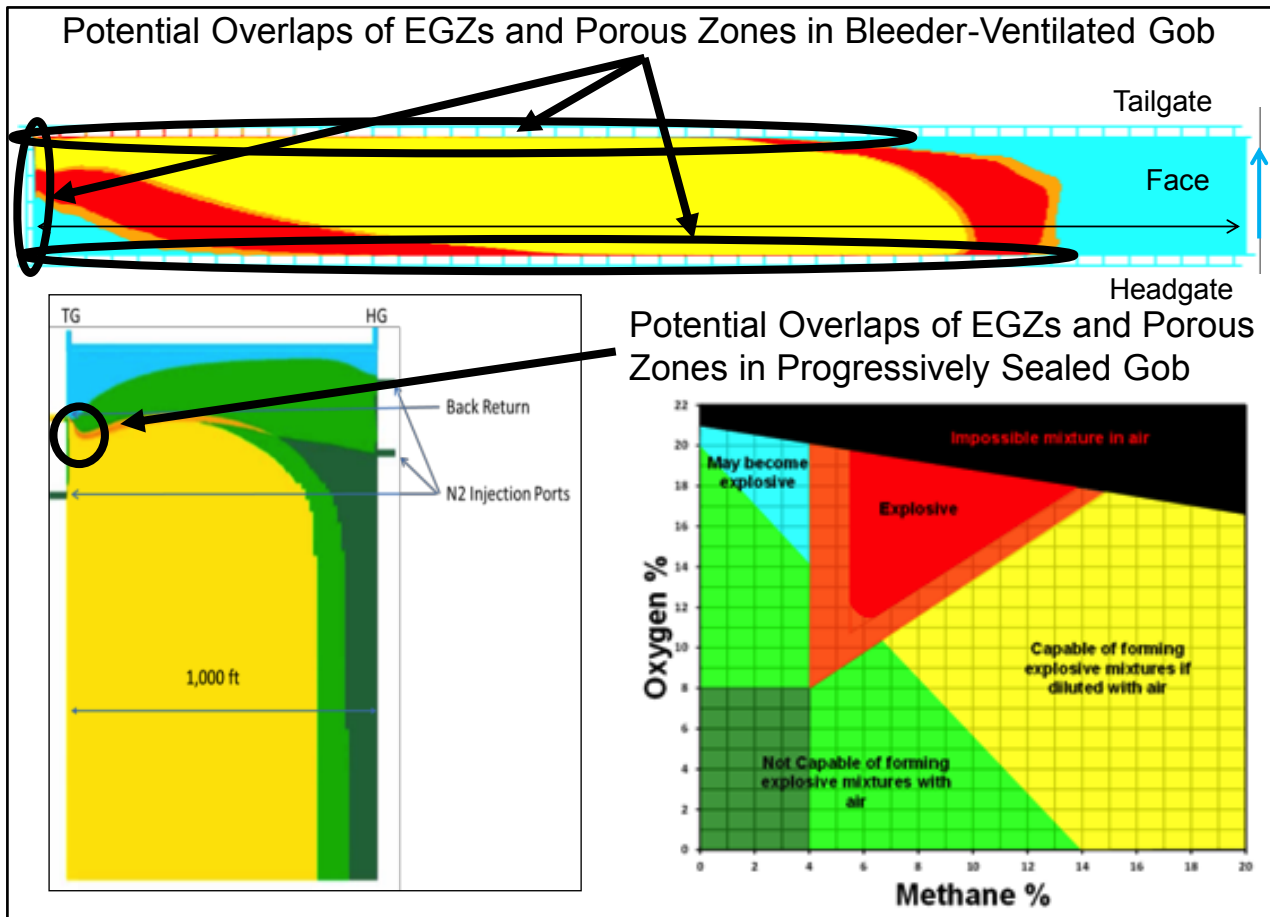 Potential Overlaps of EGZs and Porous Zones in Bleeder-Ventilated Gob
Tailgate
Face
Headgate
TG
HG
Back Return
N2 Injection Ports
1,000 ft
Potential Overlaps of EGZs and Porous
Zones in Progressively Sealed Gob
22
20
18
16
14
12
10
8
6
4
2
0
Oxygen %
Impossible mixture in air
May become
explosive
Explosive
Capable of forming
explosive mixtures if
diluted with air
Not Capable of forming
explosive mixtures with
air
0
2
4
6
8
10
12
14
16
18
20
Methane %